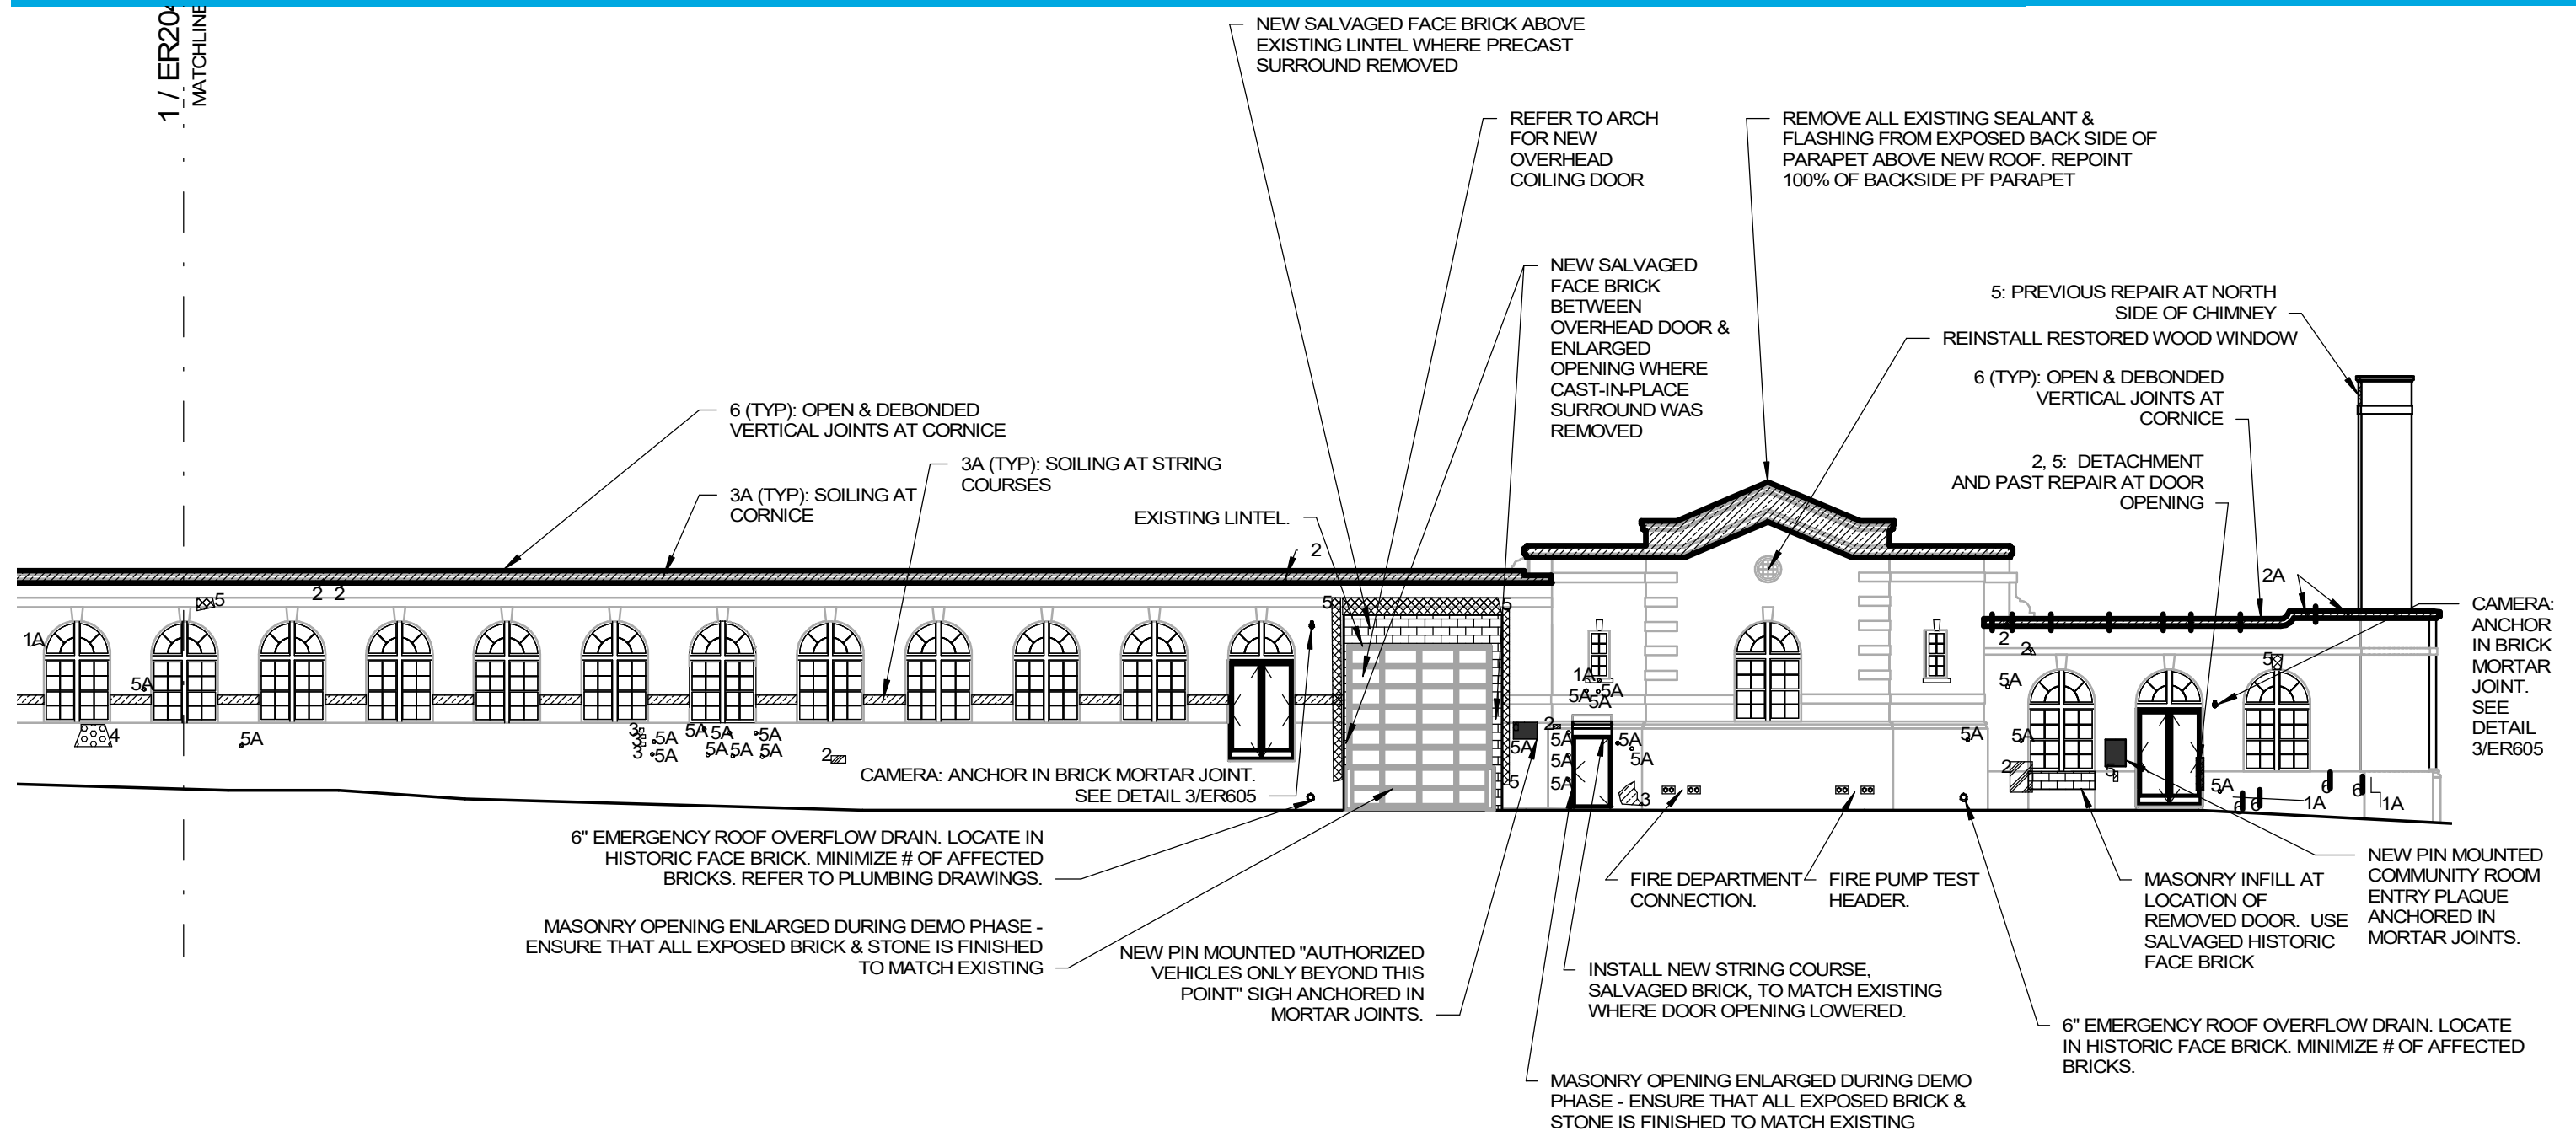 1 / ER204
MATCHLINE
NEW SALVAGED FACE BRICK ABOVE
EXISTING LINTEL WHERE PRECAST
SURROUND REMOVED
REFER TO ARCH
FOR NEW
OVERHEAD
COILING DOOR
REMOVE ALL EXISTING SEALANT &
FLASHING FROM EXPOSED BACK SIDE OF
PARAPET ABOVE NEW ROOF. REPOINT
100% OF BACKSIDE PF PARAPET
NEW SALVAGED
FACE BRICK
BETWEEN
OVERHEAD DOOR &
ENLARGED
OPENING WHERE
CAST-IN-PLACE
SURROUND WAS
REMOVED
5: PREVIOUS REPAIR AT NORTH
SIDE OF CHIMNEY
REINSTALL RESTORED WOOD WINDOW
6 (TYP): OPEN & DEBONDED
VERTICAL JOINTS AT
CORNICE
2, 5: DETACHMENT
AND PAST REPAIR AT DOOR
OPENING
6 (TYP): OPEN & DEBONDED
VERTICAL JOINTS AT CORNICE
3A (TYP): SOILING AT STRING
COURSES
3A (TYP): SOILING AT
CORNICE
EXISTING LINTEL.
2
2A
5
2 2
5
5
CAMERA:
ANCHOR
IN BRICK
MORTAR
JOINT.
SEE
DETAIL
3/ER605
1A
2
2
5
5A
1A
5A
5A
5A
5A
4
5A
3
3
3
5A
5A
5A
5A
5A
5A
5A
5A
2
2
5A
5A
5A
5A
5A
5A
5
3
5A
5A
2
5
5A
1A
6
6
6
6
1A
CAMERA: ANCHOR IN BRICK MORTAR JOINT.
SEE DETAIL 3/ER605
6" EMERGENCY ROOF OVERFLOW DRAIN. LOCATE IN
HISTORIC FACE BRICK. MINIMIZE # OF AFFECTED
BRICKS. REFER TO PLUMBING DRAWINGS.
MASONRY OPENING ENLARGED DURING DEMO PHASE -
ENSURE THAT ALL EXPOSED BRICK & STONE IS FINISHED
TO MATCH EXISTING
NEW PIN MOUNTED "AUTHORIZED
VEHICLES ONLY BEYOND THIS
POINT" SIGH ANCHORED IN
MORTAR JOINTS.
FIRE DEPARTMENT
CONNECTION.
FIRE PUMP TEST
HEADER.
MASONRY INFILL AT
LOCATION OF
REMOVED DOOR. USE
SALVAGED HISTORIC
FACE BRICK
NEW PIN MOUNTED
COMMUNITY ROOM
ENTRY PLAQUE
ANCHORED IN
MORTAR JOINTS.
INSTALL NEW STRING COURSE,
SALVAGED BRICK, TO MATCH EXISTING
WHERE DOOR OPENING LOWERED.
6" EMERGENCY ROOF OVERFLOW DRAIN. LOCATE
IN HISTORIC FACE BRICK. MINIMIZE # OF AFFECTED
BRICKS.
MASONRY OPENING ENLARGED DURING DEMO
PHASE - ENSURE THAT ALL EXPOSED BRICK &
STONE IS FINISHED TO MATCH EXISTING